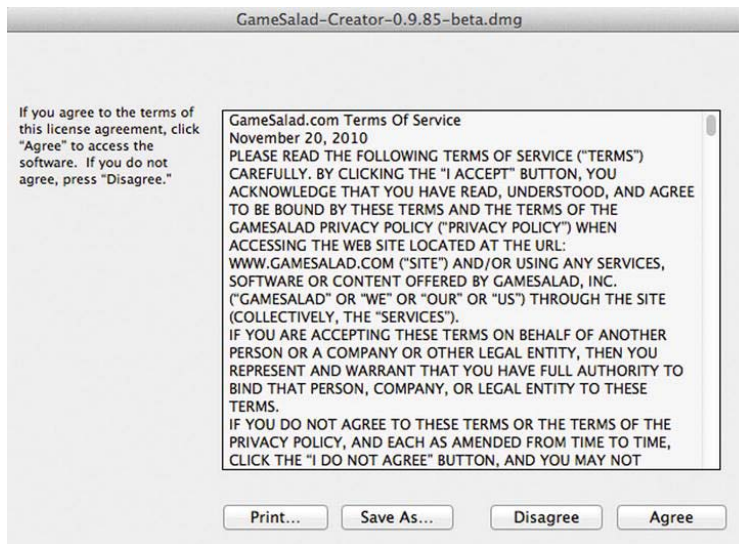 GameSalad-Creator-0.9.85-beta.dmg
If you agree to the terms of
this license agreement, click
"Agree" to access the
software.  If you do not
agree, press "Disagree."
GameSalad.com Terms Of Service
November 20, 2010
PLEASE READ THE FOLLOWING TERMS OF SERVICE ("TERMS")
CAREFULLY. BY CLICKING THE "I ACCEPT" BUTTON, YOU
ACKNOWLEDGE THAT YOU HAVE READ, UNDERSTOOD, AND AGREE
TO BE BOUND BY THESE TERMS AND THE TERMS OF THE
GAMESALAD PRIVACY POLICY ("PRIVACY POLICY") WHEN
ACCESSING THE WEB SITE LOCATED AT THE URL:
WWW.GAMESALAD.COM ("SITE") AND/OR USING ANY SERVICES,
SOFTWARE OR CONTENT OFFERED BY GAMESALAD, INC.
("GAMESALAD" OR "WE" OR "OUR" OR "US") THROUGH THE SITE
(COLLECTIVELY, THE "SERVICES").
IF YOU ARE ACCEPTING THESE TERMS ON BEHALF OF ANOTHER
PERSON OR A COMPANY OR OTHER LEGAL ENTITY, THEN YOU
REPRESENT AND WARRANT THAT YOU HAVE FULL AUTHORITY TO
BIND THAT PERSON, COMPANY, OR LEGAL ENTITY TO THESE
TERMS.
IF YOU DO NOT AGREE TO THESE TERMS OR THE TERMS OF THE
PRIVACY POLICY, AND EACH AS AMENDED FROM TIME TO TIME,
CLICK THE "I DO NOT AGREE" BUTTON, AND YOU MAY NOT
Print... Save As... Disagree Agree